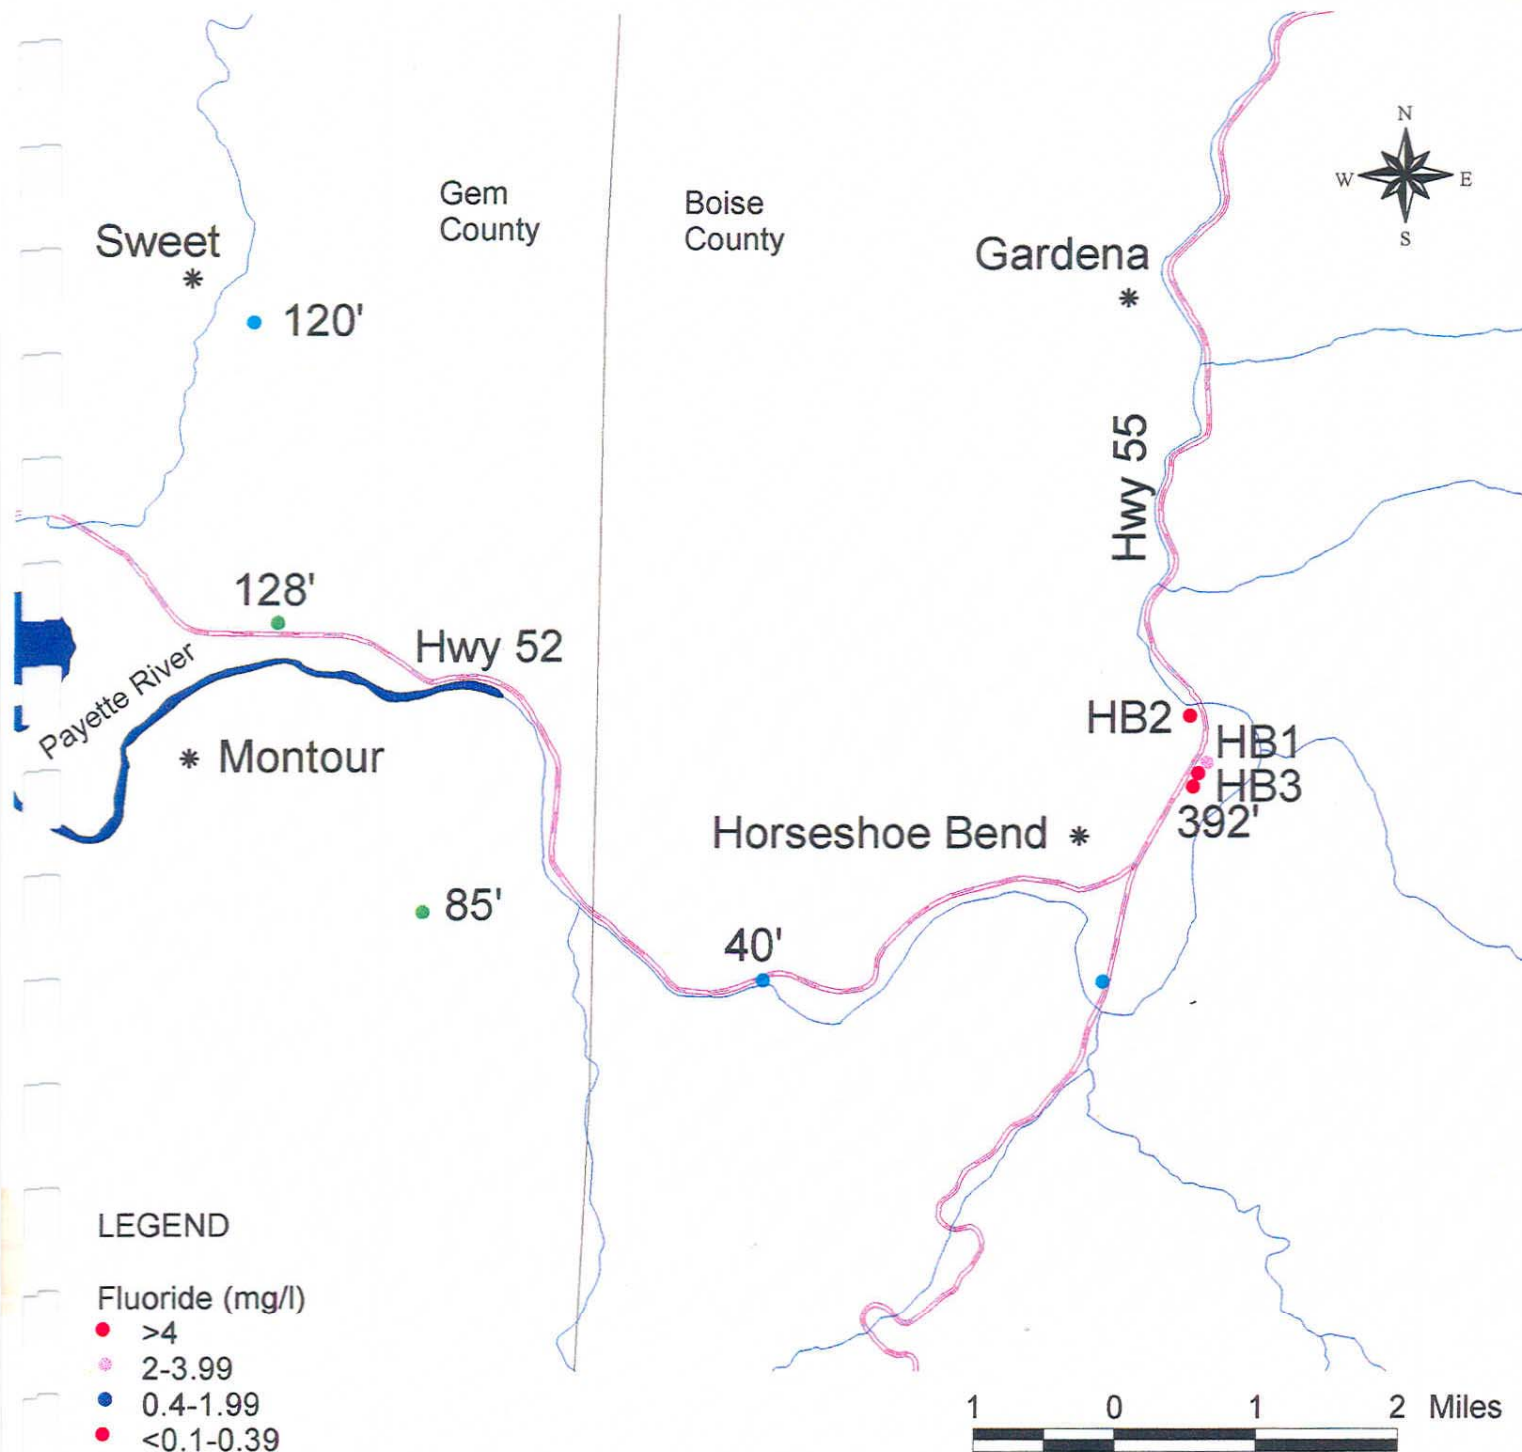 N
W
E
S
Gem
County
Boise
County
Sweet
Gardena
120'
Hwy 55
128'
Hwy 52
Payette River
HB2
HB1
Montour
HB3
392'
Horseshoe Bend
85'
40'
LEGEND
Fluoride (mg/l)
>4
2-3.99
0.4-1.99
<0.1-0.39
1 0 1 2 Miles